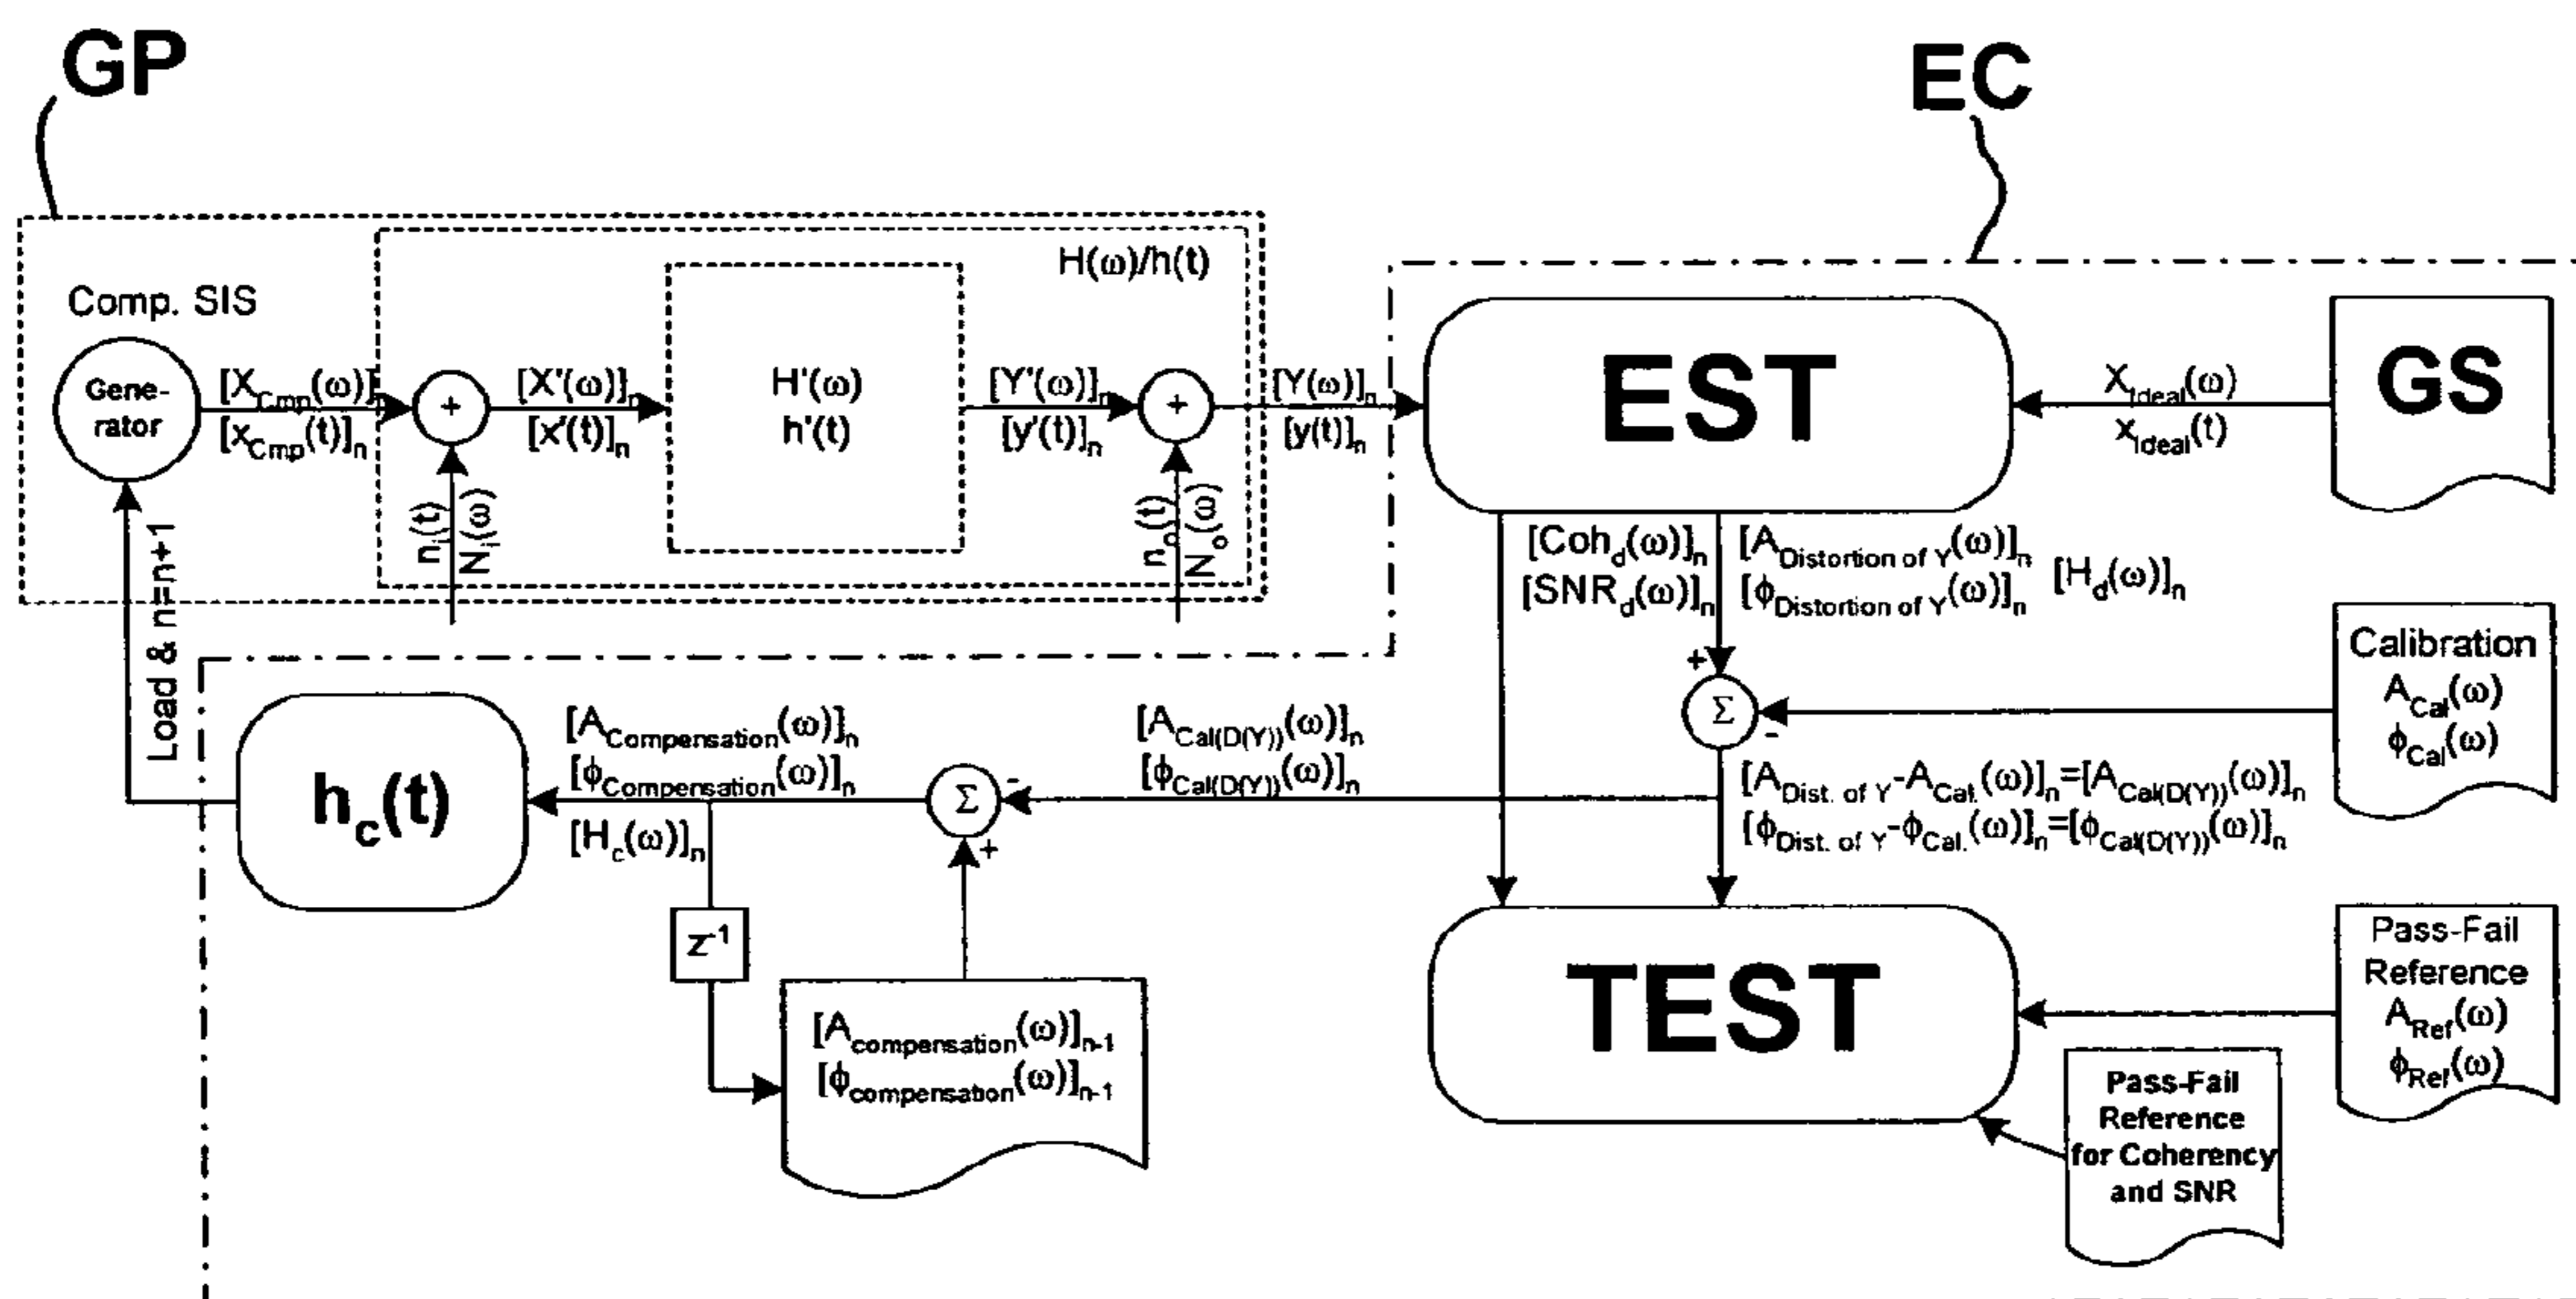 GP
EC
H(ω)/h(t)
Comp. SIS
Gene-
rator
[X_Cmp(ω)]
[x_Cmp(t)]_n
+
[X'(ω)]_n
[x'(t)]_n
H'(ω)
h'(t)
[Y'(ω)]_n
[y'(t)]_n
+
[Y(ω)]_n
[y(t)]_n
EST
X_Ideal(ω)
x_Ideal(t)
GS
n_i(t)
N_i(ω)
n_o(t)
N_o(ω)
Load & n=n+1
[Coh_d(ω)]_n
[SNR_d(ω)]_n
[A_Distortion of Y(ω)]_n
[ϕ_Distortion of Y(ω)]_n
[H_d(ω)]_n
+
Σ
-
Calibration
A_Cal(ω)
ϕ_Cal(ω)
h_c(t)
[A_Compensation(ω)]_n
[ϕ_Compensation(ω)]_n
[H_c(ω)]_n
Σ
-
+
[A_Cal(D(Y))(ω)]_n
[ϕ_Cal(D(Y))(ω)]_n
[A_Dist. of Y-A_Cal.(ω)]_n=[A_Cal(D(Y))(ω)]_n
[ϕ_Dist. of Y-ϕ_Cal.(ω)]_n=[ϕ_Cal(D(Y))(ω)]_n
z^-1
[A_compensation(ω)]_n-1
[ϕ_compensation(ω)]_n-1
TEST
Pass-Fail
Reference
A_Ref(ω)
ϕ_Ref(ω)
Pass-Fail
Reference
for Coherency
and SNR